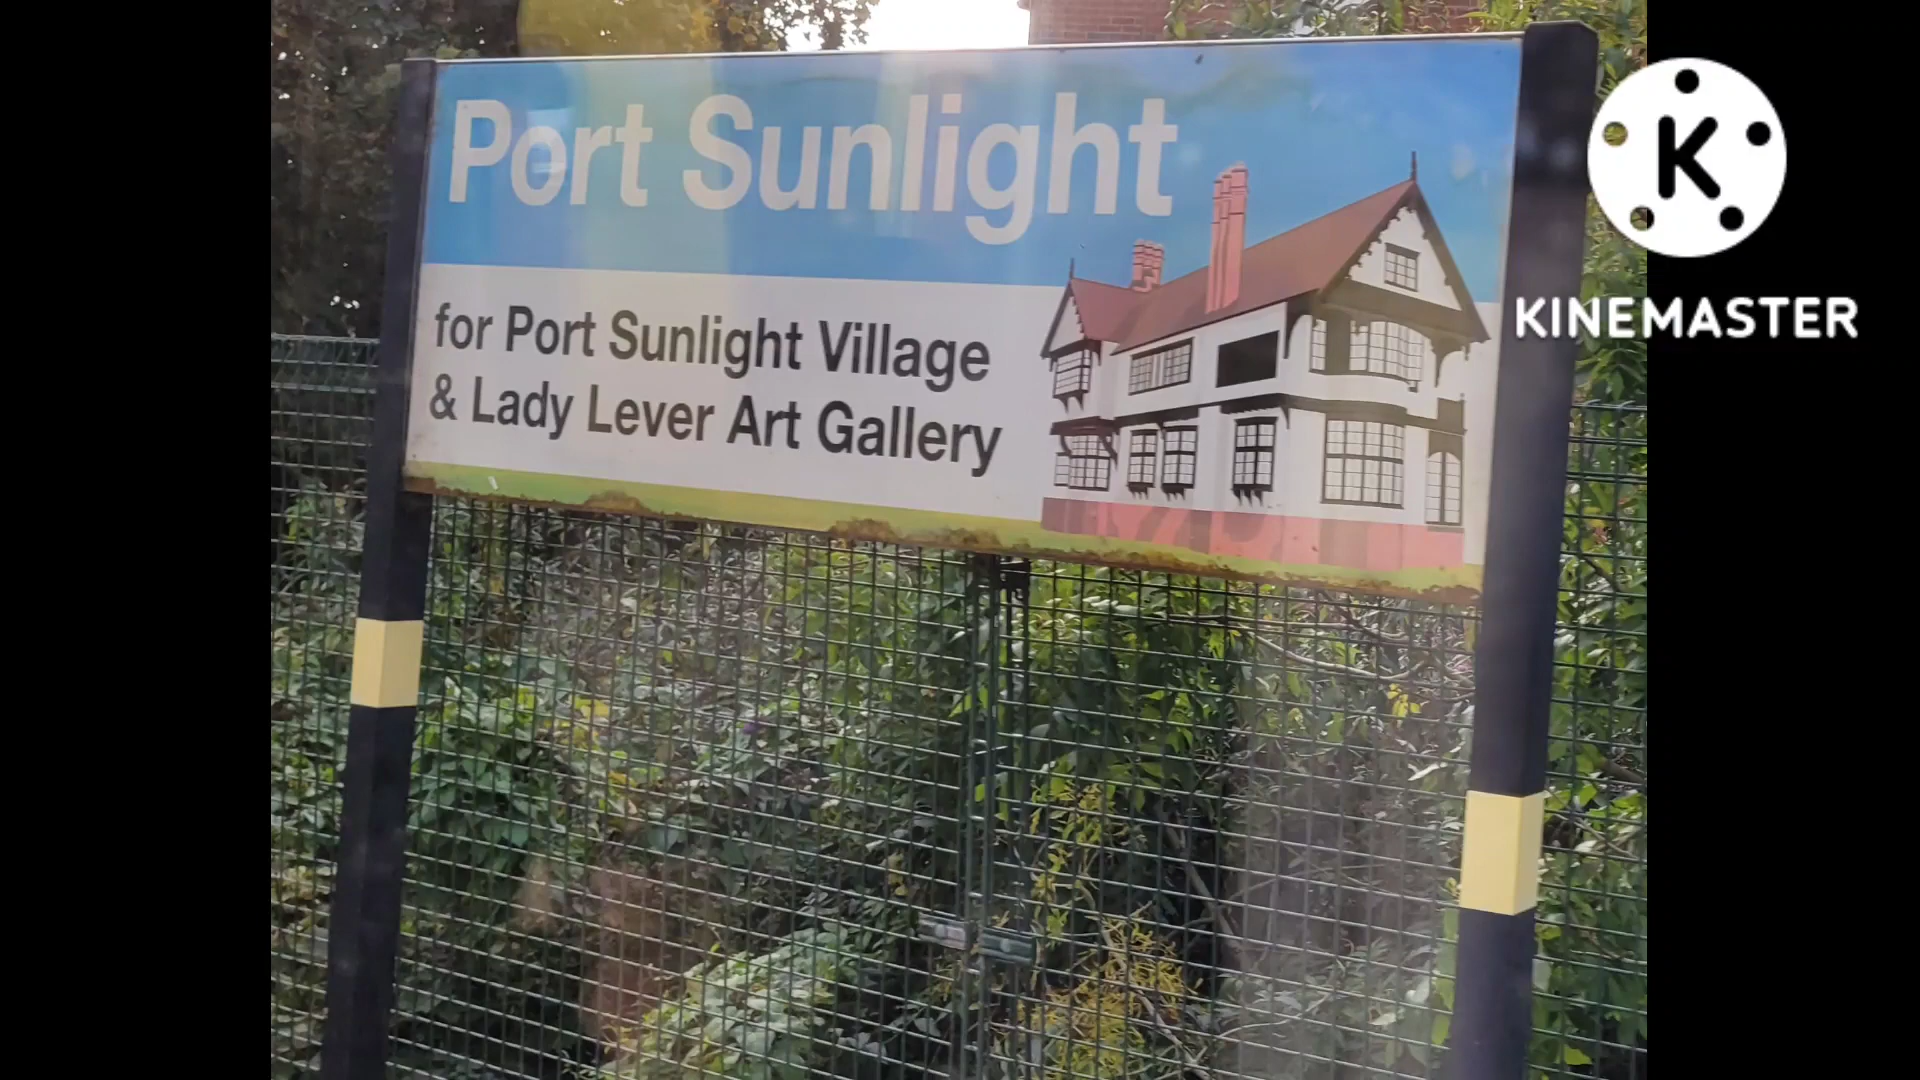 Port Sunlight
for Port Sunlight Village
& Lady Lever Art Gallery
K
KINEMASTER